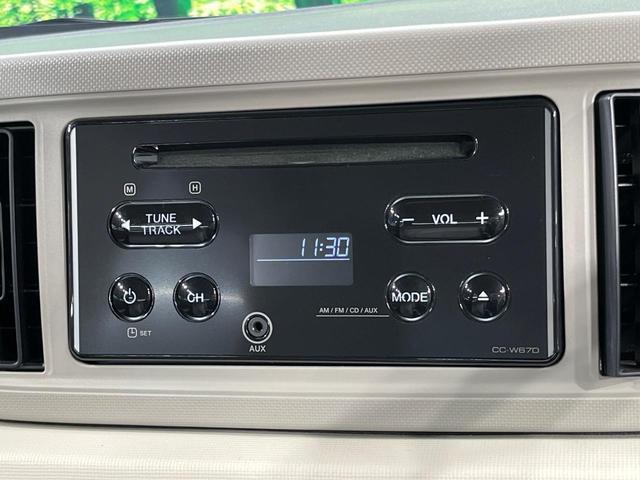 M H
TUNE
TRACK
- VOL +
11:30
CH
MODE
SET
AM / FM / CD / AUX
AUX
CC-W67D